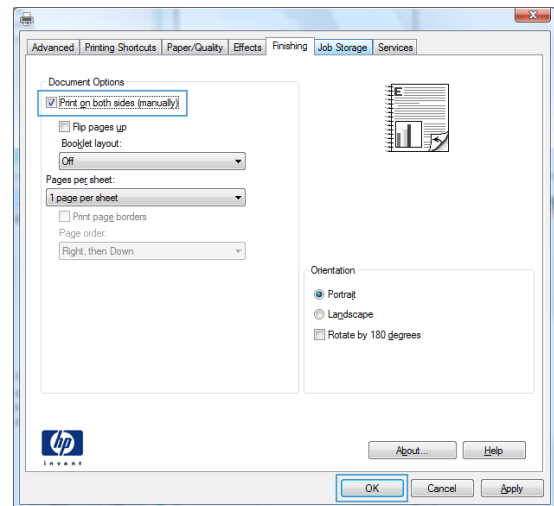 Advanced Printing Shortcuts Paper/Quality Effects Finishing Job Storage Services
Document Options
Print on both sides (manually)
Flip pages up
Booklet layout:
Off
Pages per sheet:
1 page per sheet
Print page borders
Page order:
Right, then Down
E
Orientation
Portrait
Landscape
Rotate by 180 degrees
hp
invent
About... Help
OK Cancel Apply